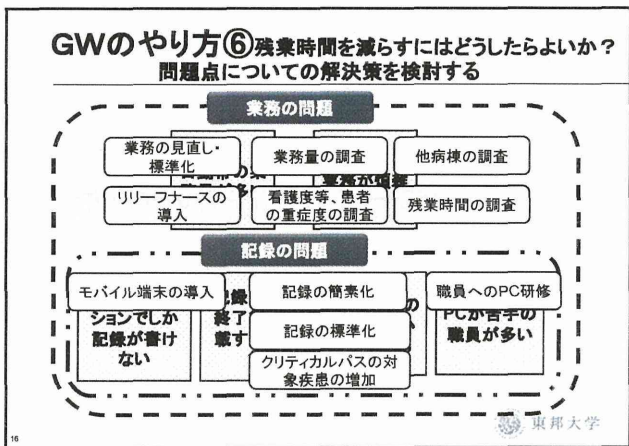 GWのやり方⑥残業時間を減らすにはどうしたらよいか？
問題点についての解決策を検討する
業務の問題
業務の見直し・
標準化
業務量の調査
他病棟の調査
リリーフナースの
導入
看護度等、患者
の重症度の調査
残業時間の調査
記録の問題
モバイル端末の導入
記録の簡素化
職員へのPC研修
ションでしか
記録が書け
ない
記録
終了
載す
記録の標準化
PCが苦手の
職員が多い
クリティカルパスの対
象疾患の増加
16
東邦大学